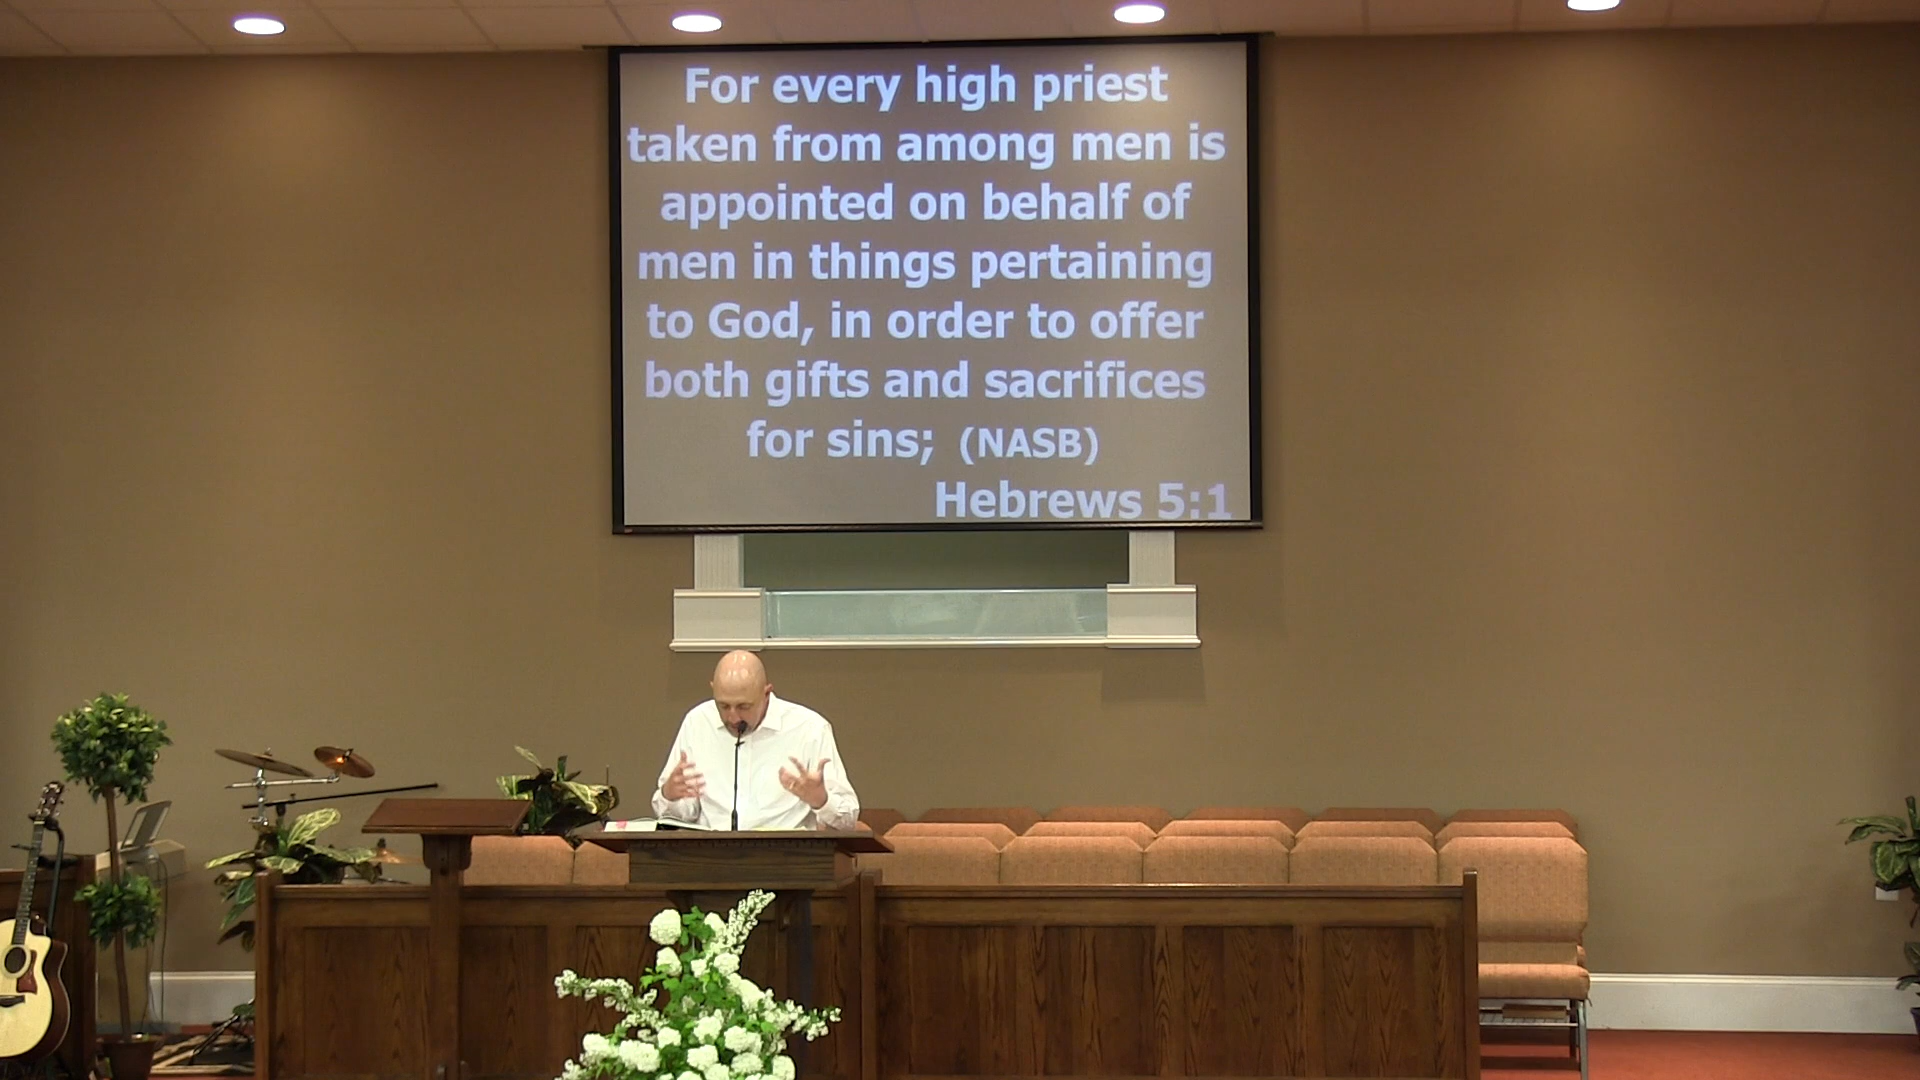 For every high priest
taken from among men is
appointed on behalf of
men in things pertaining
to God, in order to offer
both gifts and sacrifices
for sins; (NASB)
Hebrews 5:1